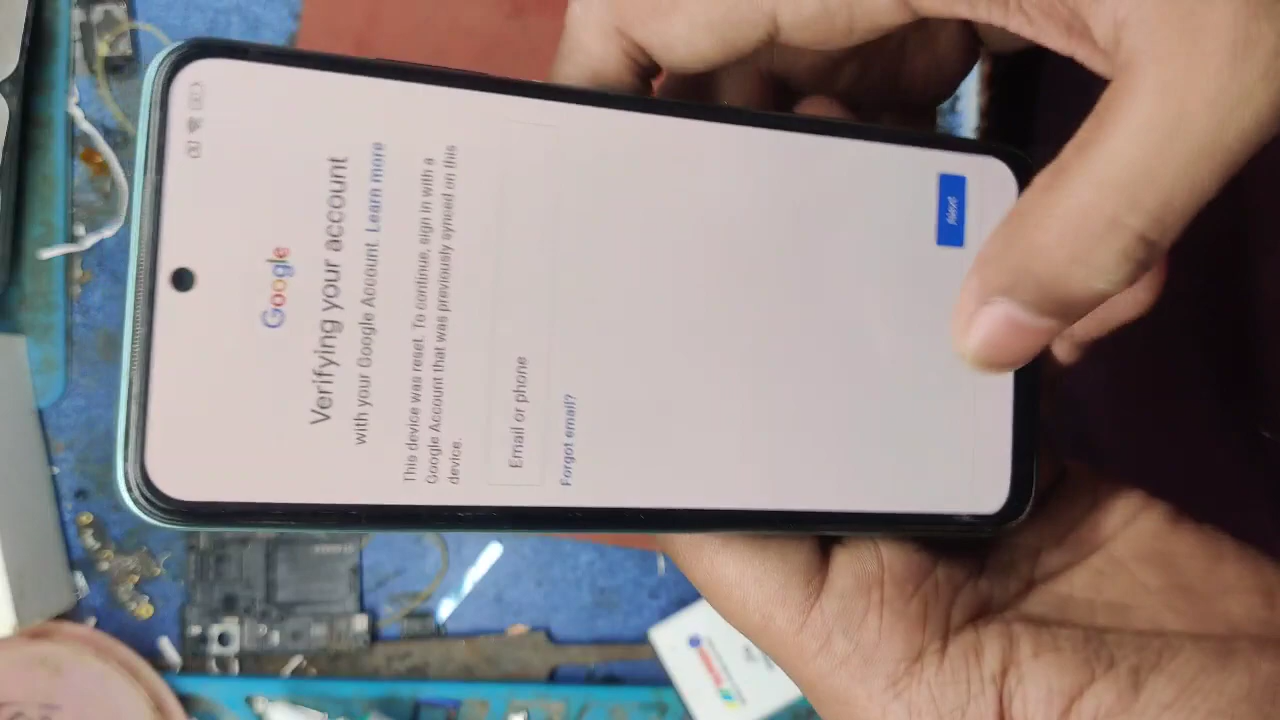 Google
Verifying your account
with your Google Account. Learn more
This device was reset. To continue, sign in with a
Google Account that was previously synced on this
device.
Email or phone
Forgot email?
Next